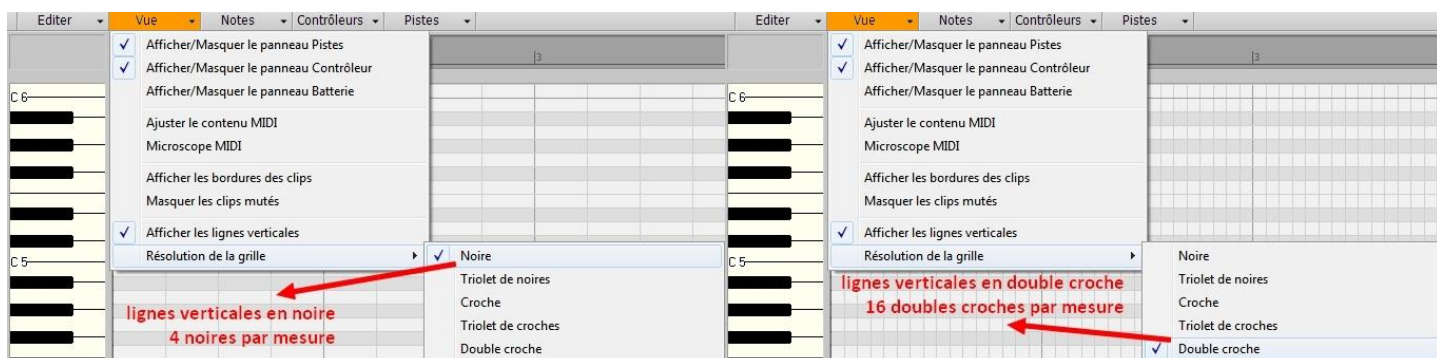 Editer Vue Notes Contrôleurs Pistes
Afficher/Masquer le panneau Pistes
3
Afficher/Masquer le panneau Contrôleur
C 6
Afficher/Masquer le panneau Batterie
Ajuster le contenu MIDI
Microscope MIDI
Afficher les bordures des clips
Masquer les clips mutés
Afficher les lignes verticales
C 5
Résolution de la grille
Noire
Triolet de noires
Croche
Triolet de croches
Double croche
lignes verticales en noire
4 noires par mesure
Editer Vue Notes Contrôleurs Pistes
Afficher/Masquer le panneau Pistes
3
Afficher/Masquer le panneau Contrôleur
C 6
Afficher/Masquer le panneau Batterie
Ajuster le contenu MIDI
Microscope MIDI
Afficher les bordures des clips
Masquer les clips mutés
Afficher les lignes verticales
C 5
Résolution de la grille
Noire
Triolet de noires
Croche
Triolet de croches
Double croche
lignes verticales en double croche
16 doubles croches par mesure